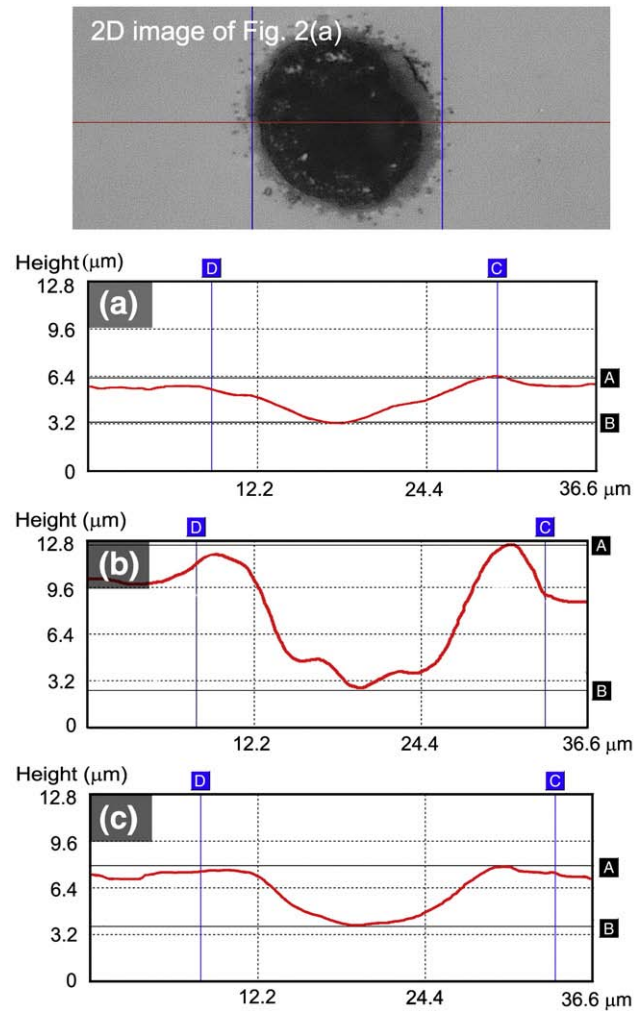 2D image of Fig. 2(a)
Height (μm)
D
C
12.8
(a)
9.6
6.4
A
3.2
B
0
12.2
24.4
36.6 μm
Height (μm)
D
C
12.8
A
(b)
9.6
6.4
3.2
B
0
12.2
24.4
36.6 μm
Height (μm)
D
C
12.8
(c)
9.6
A
6.4
B
3.2
0
12.2
24.4
36.6 μm